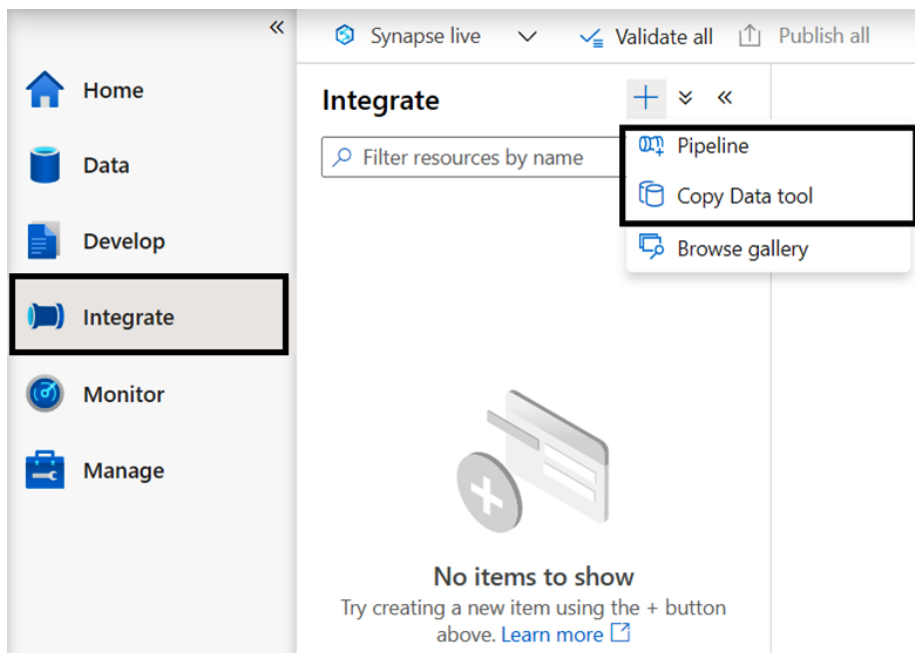 Synapse live
Validate all
Publish all
Home
Data
Develop
Integrate
Monitor
Manage
Integrate
Filter resources by name
Pipeline
Copy Data tool
Browse gallery
No items to show
Try creating a new item using the + button
above. Learn more